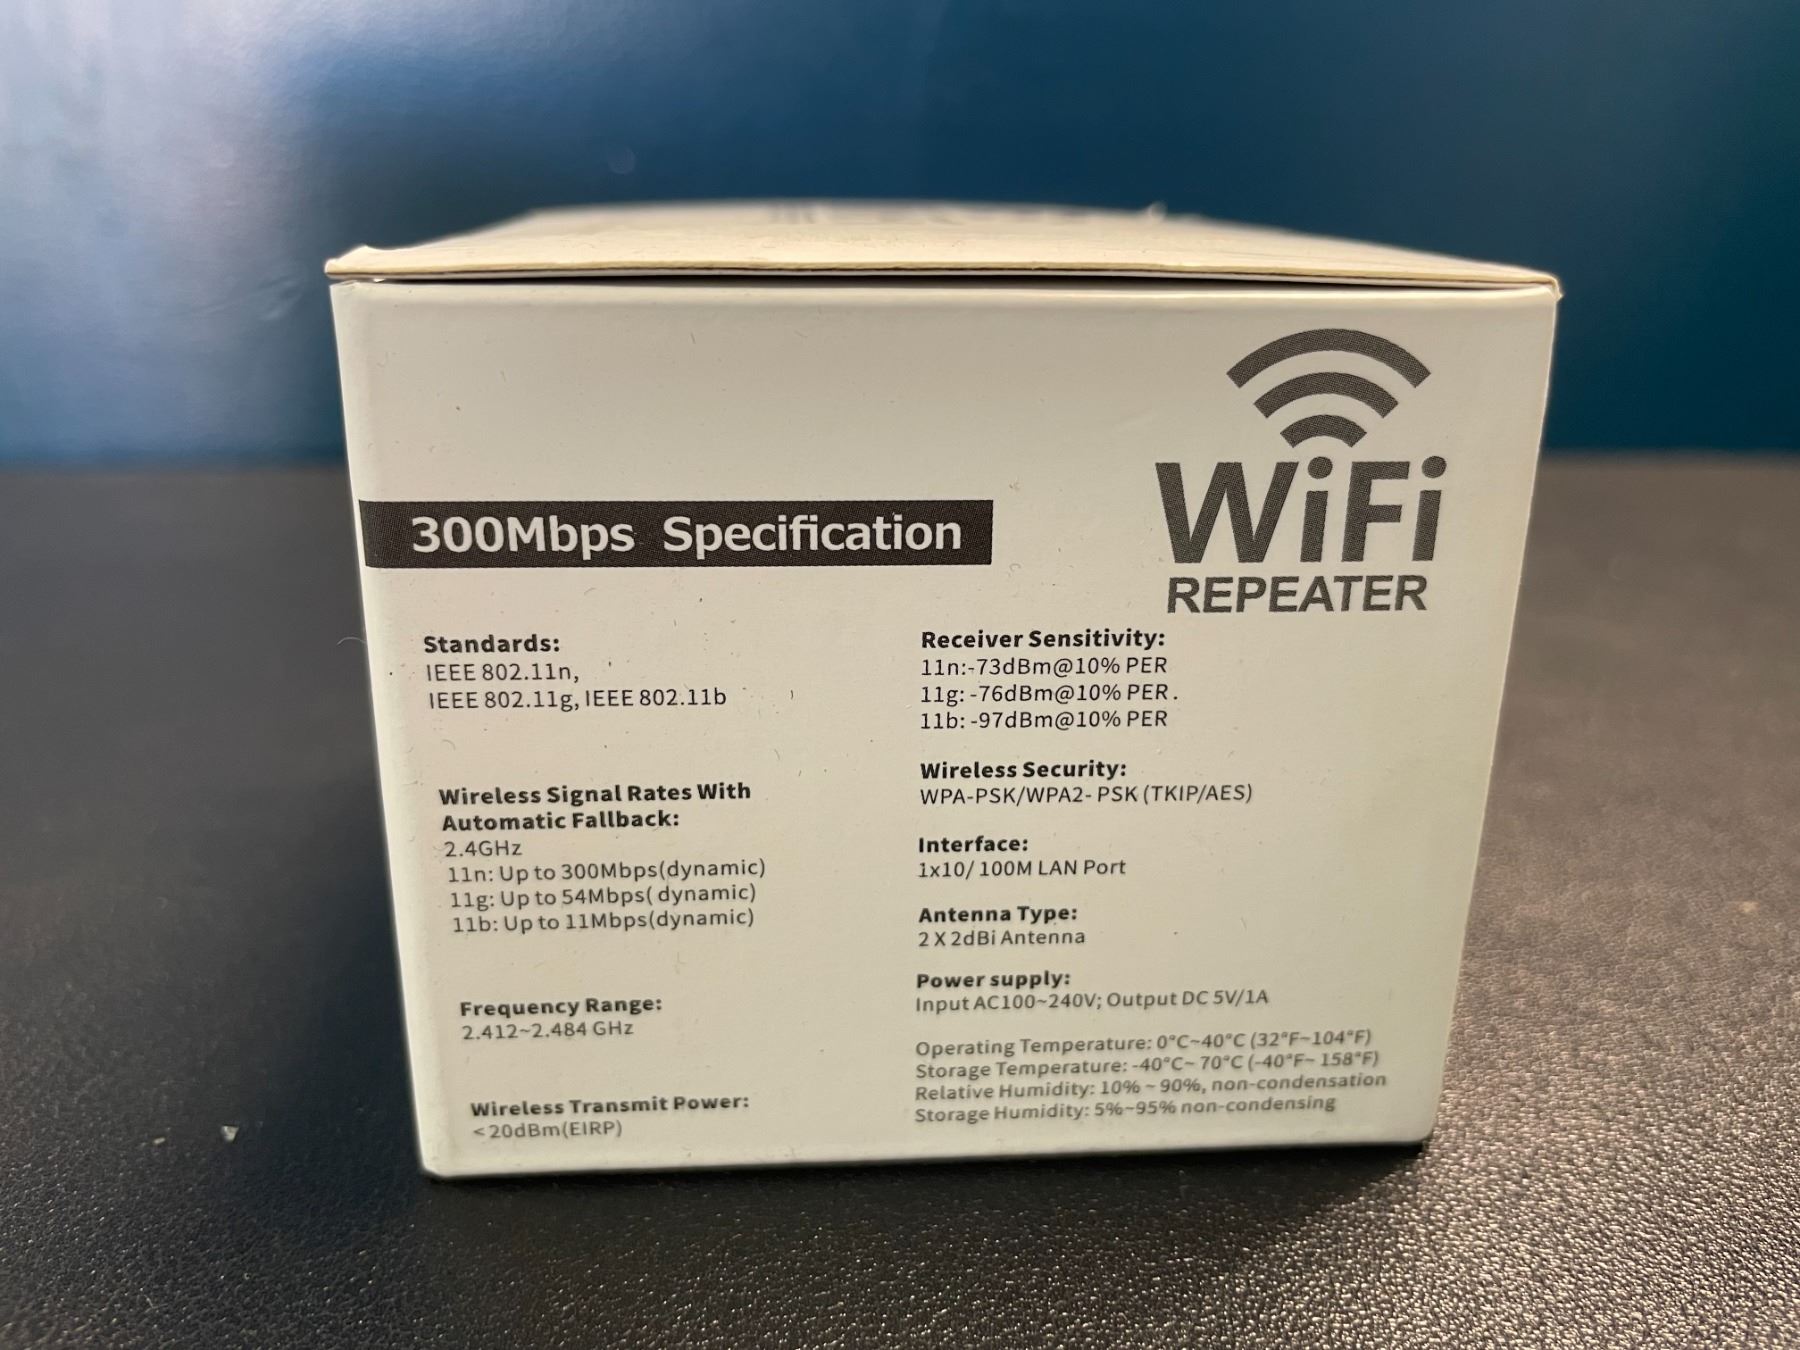 WiFi
REPEATER
300Mbps Specification
Standards:
IEEE 802.11n,
IEEE 802.11g, IEEE 802.11b
Wireless Signal Rates With
Automatic Fallback:
2.4GHz
11n: Up to 300Mbps(dynamic)
11g: Up to 54Mbps( dynamic)
11b: Up to 11Mbps(dynamic)
Frequency Range:
2.412~2.484 GHz
Wireless Transmit Power:
<20dBm(EIRP)
Receiver Sensitivity:
11n:-73dBm@10% PER
11g: -76dBm@10% PER.
11b: -97dBm@10% PER
Wireless Security:
WPA-PSK/WPA2- PSK (TKIP/AES)
Interface:
1x10/ 100M LAN Port
Antenna Type:
2 X 2dBi Antenna
Power supply:
Input AC100~240V; Output DC 5V/1A
Operating Temperature: 0°C~40°C (32°F~104°F)
Storage Temperature: -40°C~ 70°C (-40°F~ 158°F)
Relative Humidity: 10% ~ 90%, non-condensation
Storage Humidity: 5%~95% non-condensing